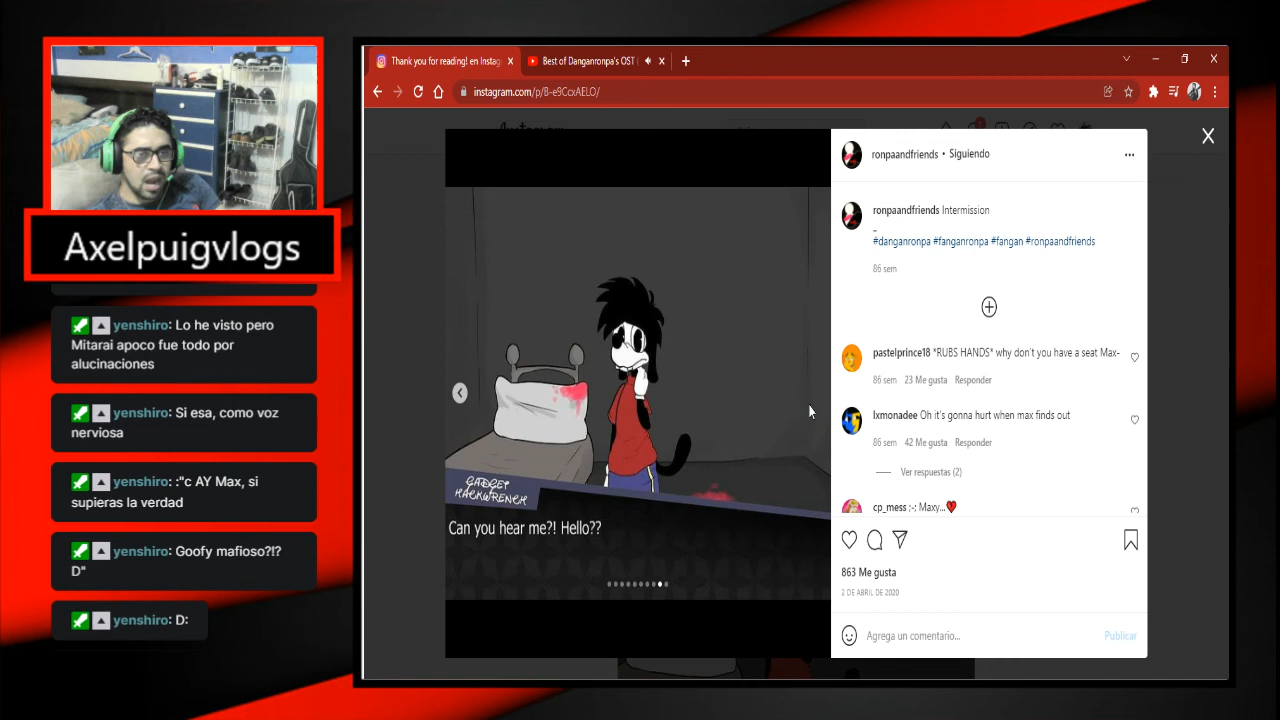 Axelpuigvlogs
yenshiro: Lo he visto pero
Mitarai apoco fue todo por
alucinaciones
yenshiro: Si esa, como voz
nerviosa
yenshiro: :"c AY Max, si
supieras la verdad
yenshiro: Goofy mafioso?!?
D"
yenshiro: D:
Thank you for reading! en Instag
Best of Danganronpa's OST (
instagram.com/p/B-e9CcxAELO/
GADGET
HACKWRENCH
Can you hear me?! Hello??
ronpaandfriends • Siguiendo
ronpaandfriends Intermission
_
#danganronpa #fanganronpa #fangan #ronpaandfriends
86 sem
pastelprince18 *RUBS HANDS* why don't you have a seat Max-
86 sem 23 Me gusta Responder
lxmonadee Oh it's gonna hurt when max finds out
86 sem 42 Me gusta Responder
Ver respuestas (2)
cp_mess ;-; Maxy...💔
863 Me gusta
2 DE ABRIL DE 2020
Agrega un comentario...
Publicar